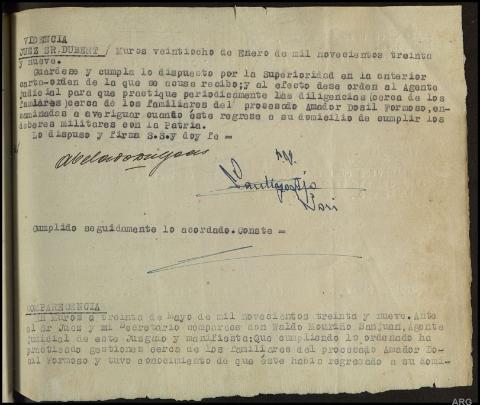 VIDENCIA
JUEZ SR.DUBERT / Muros veintiocho de Enero de mil novecientos treinta
y nueve.
Guardese y cumpla lo dispuesto por la Superioridad en la anterior
carta-orden de la que se acuse recibo; y al efecto dese orden al Agente
judicial para que practique periodicamente las diligencias (cerca de los
familares) cerca de los familiares del procesado Amador Dosil Formoso, en-
caminadas a averiguar cuando éste regrese a su domicilio de cumplir los
deberes militares con la Patria.
Lo dispuso y firma S.S.y doy fe =
Cumplido seguidamente lo acordado.Conste =
COMPARECENCIA
En Muros a treinta de Mayo de mil novecientos treinta y nueve.Ante
el Sr Juez y mi Secretario comparece don Waldo Mouriño Sanjuan, Agente
judicial de este Juzgado y manifiesta:Que cumpliendo lo ordenado ha
practicado gestiones cerca de los familiares del procesado Amador Do-
sil Formoso y tuvo conocimiento de que éste habia regresado a su domi-
ARG